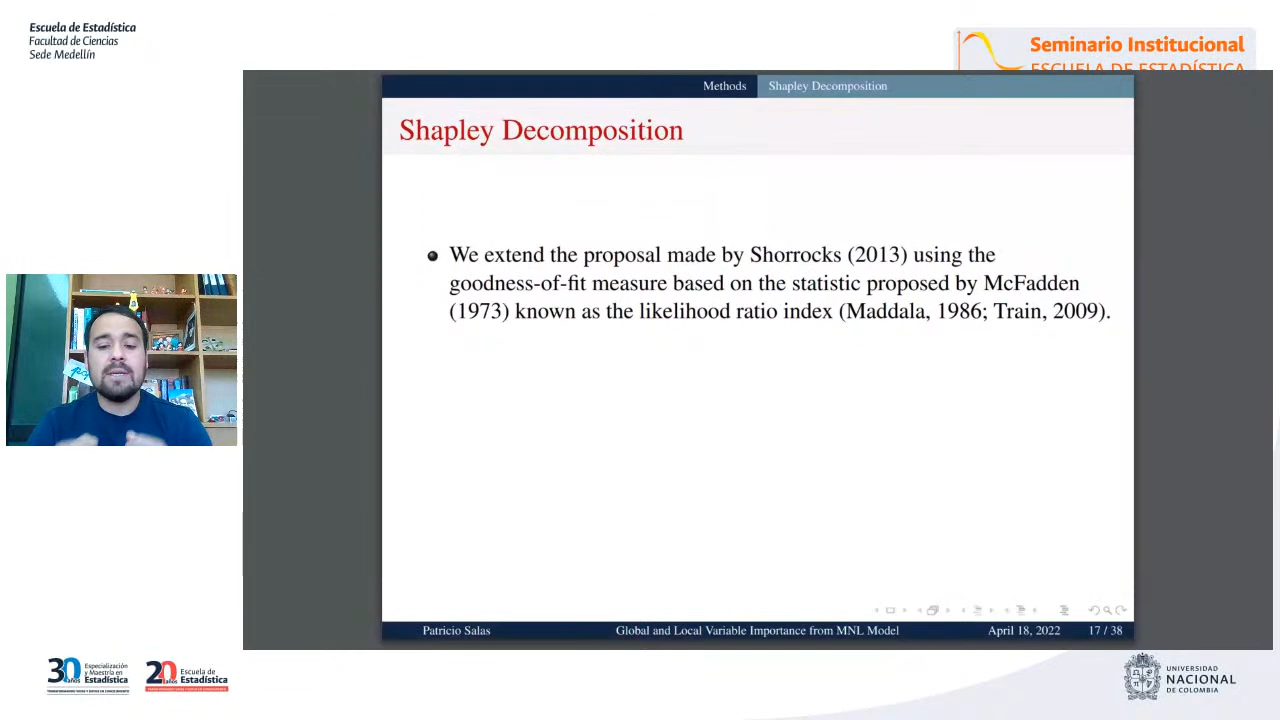 Escuela de Estadística
Facultad de Ciencias
Sede Medellín
Seminario Institucional
ESCUELA DE ESTADÍSTICA
Methods Shapley Decomposition
Shapley Decomposition
We extend the proposal made by Shorrocks (2013) using the
goodness-of-fit measure based on the statistic proposed by McFadden
(1973) known as the likelihood ratio index (Maddala, 1986; Train, 2009).
Patricio Salas Global and Local Variable Importance from MNL Model April 18, 2022 17 / 38
30 años
Especialización
y Maestría en
Estadística
20 años
Escuela de
Estadística
UNIVERSIDAD
NACIONAL
DE COLOMBIA